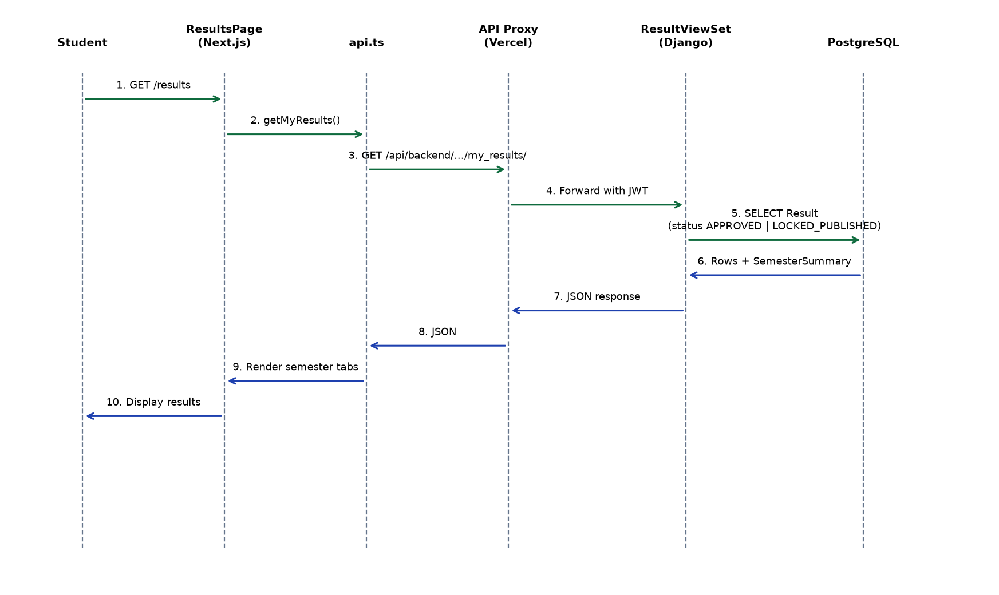 Student
ResultsPage
(Next.js)
api.ts
API Proxy
(Vercel)
ResultViewSet
(Django)
PostgreSQL
1. GET /results
2. getMyResults()
3. GET /api/backend/.../my_results/
4. Forward with JWT
5. SELECT Result
(status APPROVED | LOCKED_PUBLISHED)
6. Rows + SemesterSummary
7. JSON response
8. JSON
9. Render semester tabs
10. Display results